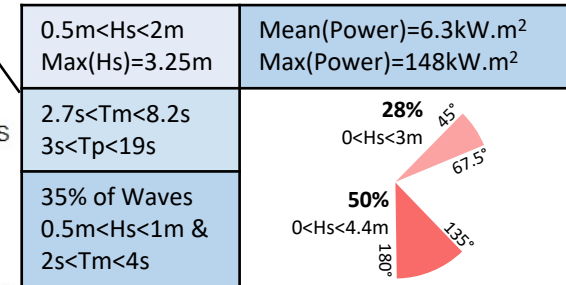 0.5m<Hs<2m
Max(Hs)=3.25m
Mean(Power)=6.3kW.m²
Max(Power)=148kW.m²
s
2.7s<Tm<8.2s
3s<Tp<19s
28%
0<Hs<3m
45°
67.5°
35% of Waves
0.5m<Hs<1m &
2s<Tm<4s
50%
0<Hs<4.4m
135°
180°